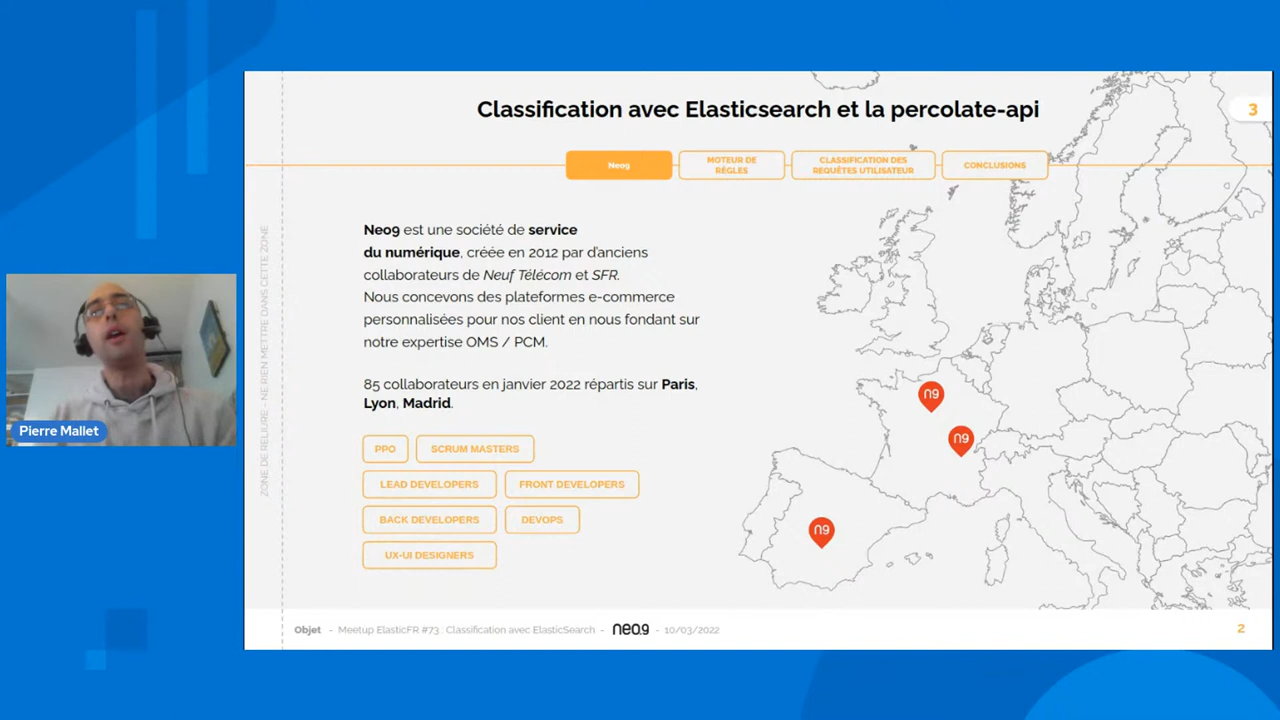 Classification avec Elasticsearch et la percolate-api
3
Neo9
MOTEUR DE
RÈGLES
CLASSIFICATION DES
REQUÊTES UTILISATEUR
CONCLUSIONS
ZONE DE RELIURE - NE RIEN METTRE DANS CETTE ZONE
Neo9 est une société de service
du numérique, créée en 2012 par d'anciens
collaborateurs de Neuf Télécom et SFR.
Nous concevons des plateformes e-commerce
personnalisées pour nos client en nous fondant sur
notre expertise OMS / PCM.
85 collaborateurs en janvier 2022 répartis sur Paris,
Lyon, Madrid.
PPO
SCRUM MASTERS
LEAD DEVELOPERS
FRONT DEVELOPERS
BACK DEVELOPERS
DEVOPS
UX-UI DESIGNERS
n9
n9
n9
Pierre Mallet
Objet - Meetup ElasticFR #73 : Classification avec ElasticSearch - neo9 - 10/03/2022
2